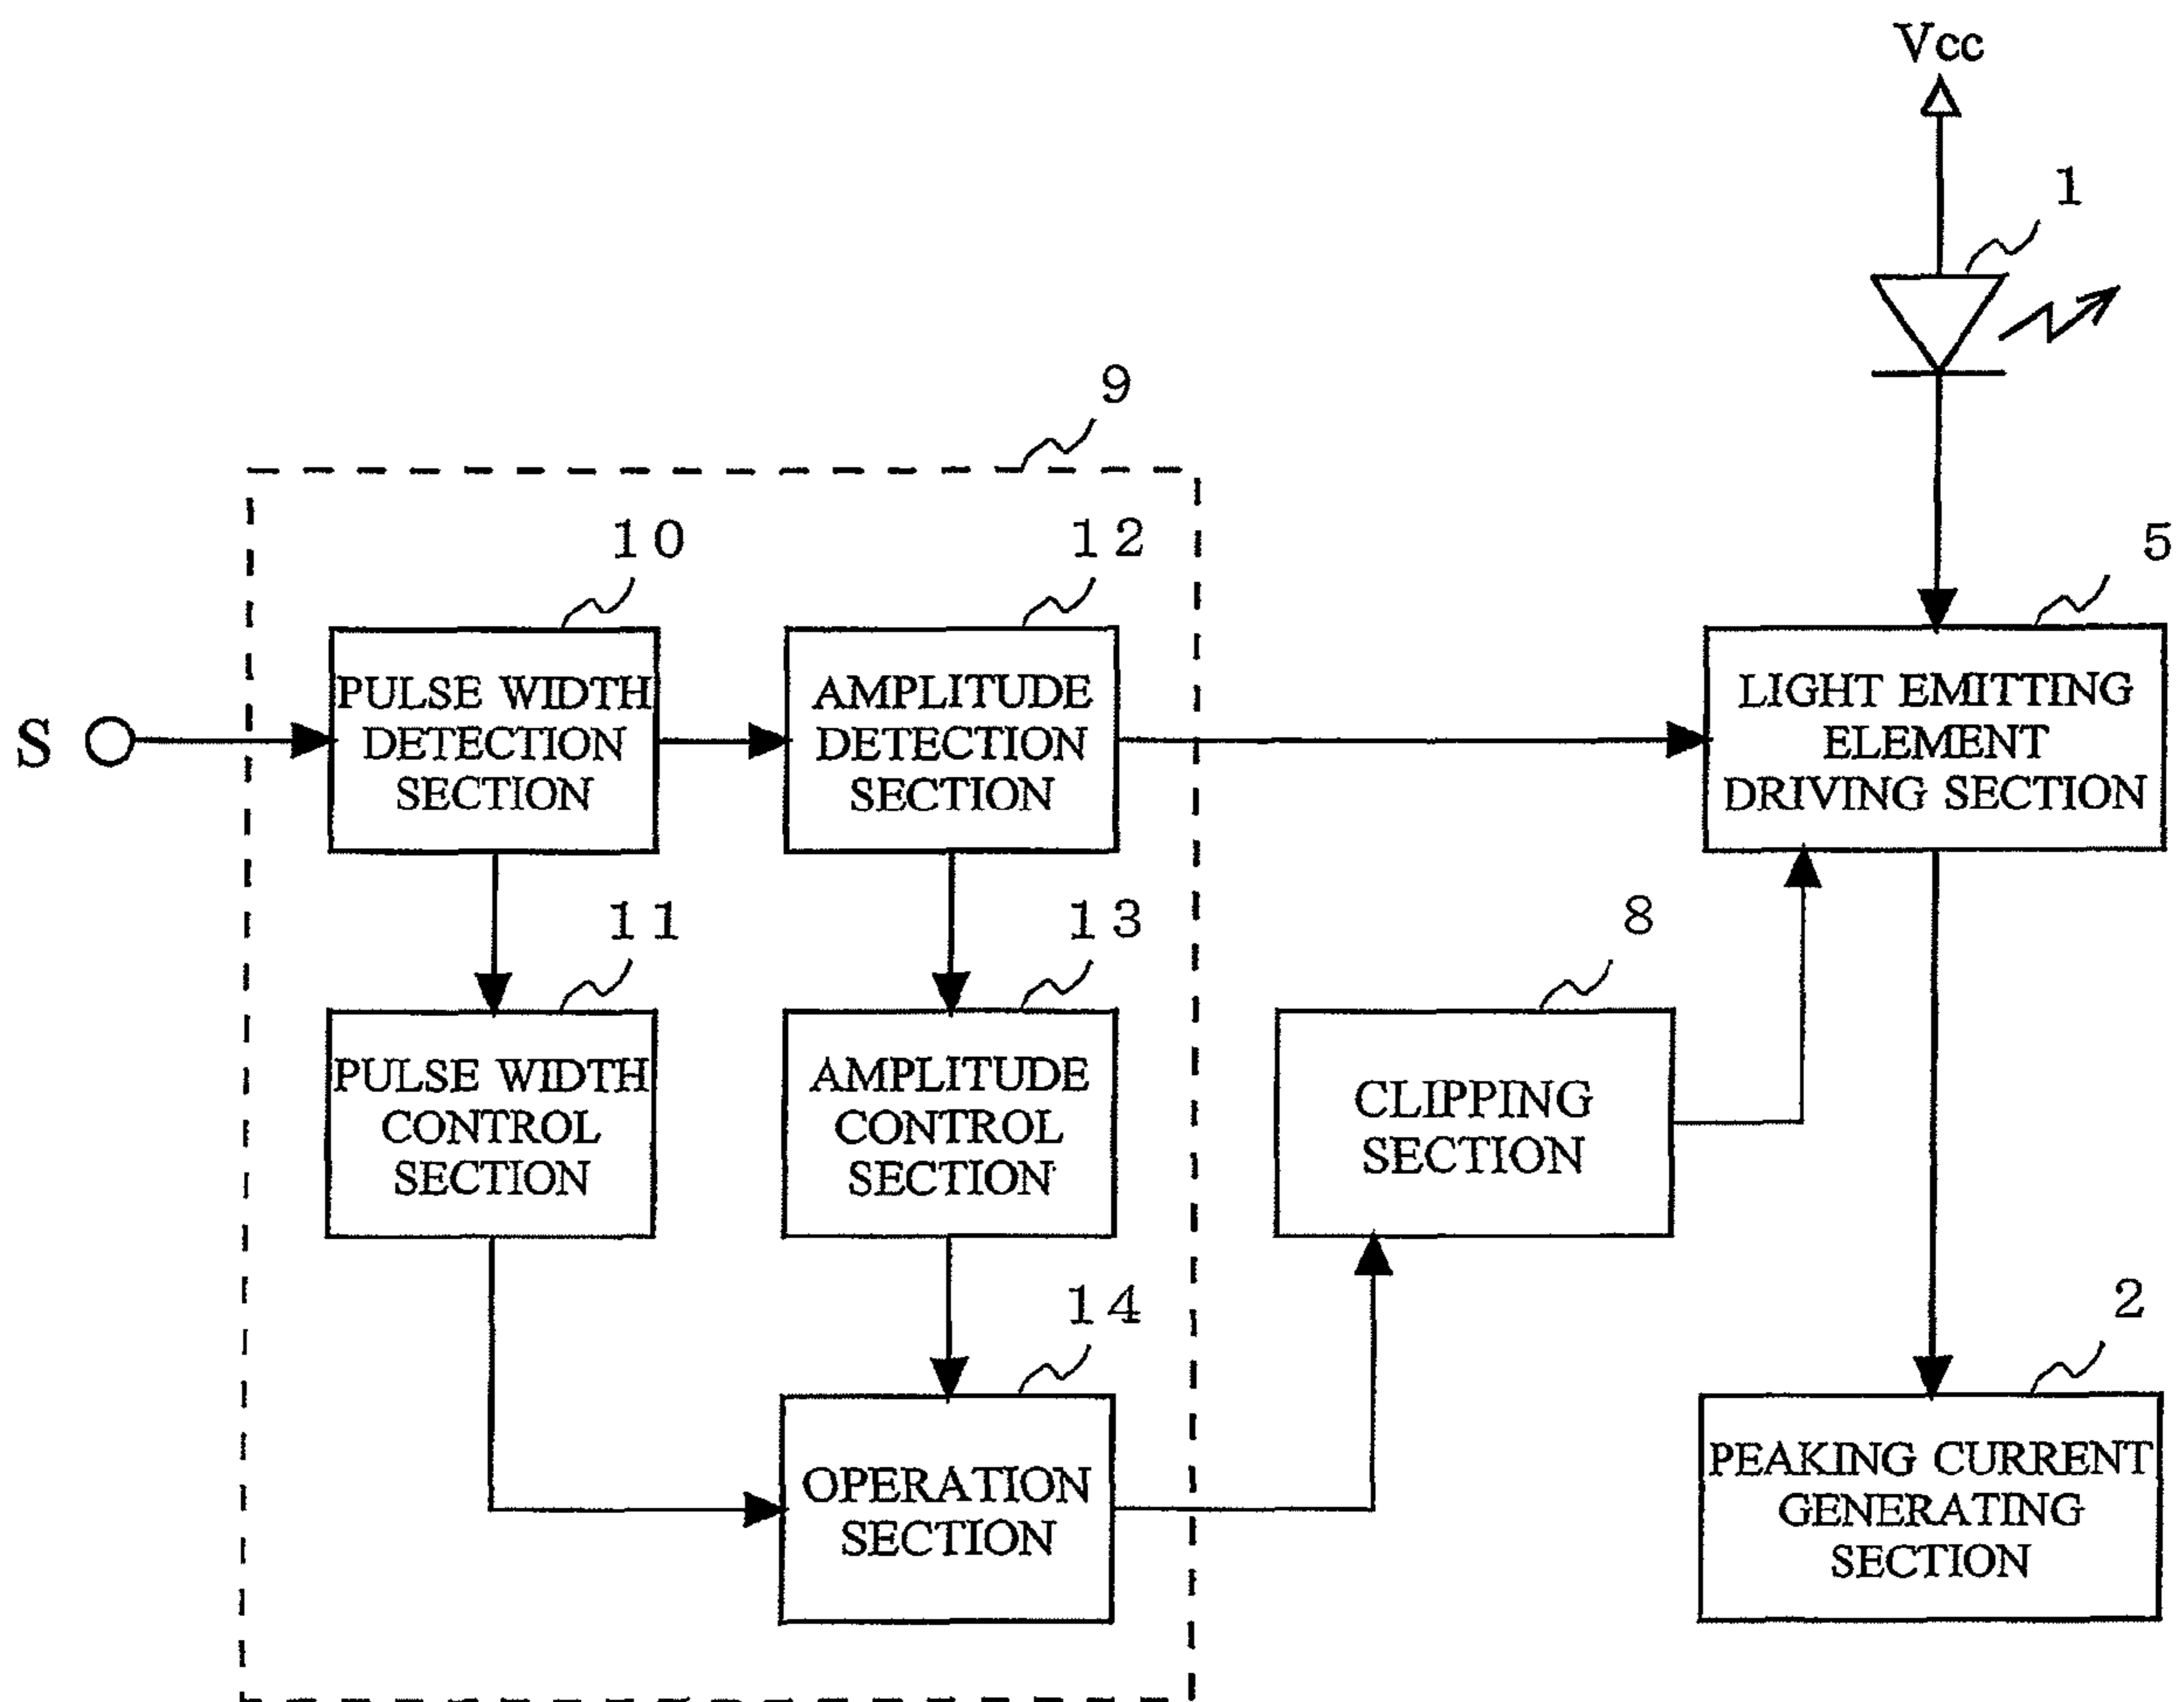 Vcc
1
9
10
12
5
S
PULSE WIDTH
DETECTION
SECTION
AMPLITUDE
DETECTION
SECTION
LIGHT EMITTING
ELEMENT
DRIVING SECTION
11
13
8
PULSE WIDTH
CONTROL
SECTION
AMPLITUDE
CONTROL
SECTION
CLIPPING
SECTION
14
2
OPERATION
SECTION
PEAKING CURRENT
GENERATING
SECTION